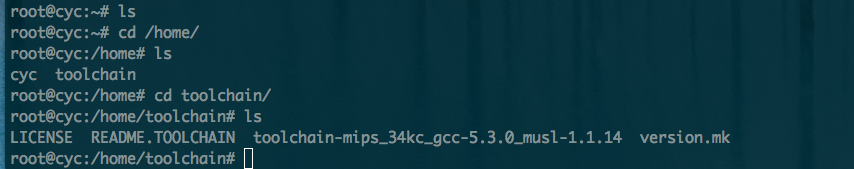 root@cyc:~# ls
root@cyc:~# cd /home/
root@cyc:/home# ls
cyc  toolchain
root@cyc:/home# cd toolchain/
root@cyc:/home/toolchain# ls
LICENSE  README.TOOLCHAIN  toolchain-mips_34kc_gcc-5.3.0_musl-1.1.14  version.mk
root@cyc:/home/toolchain#